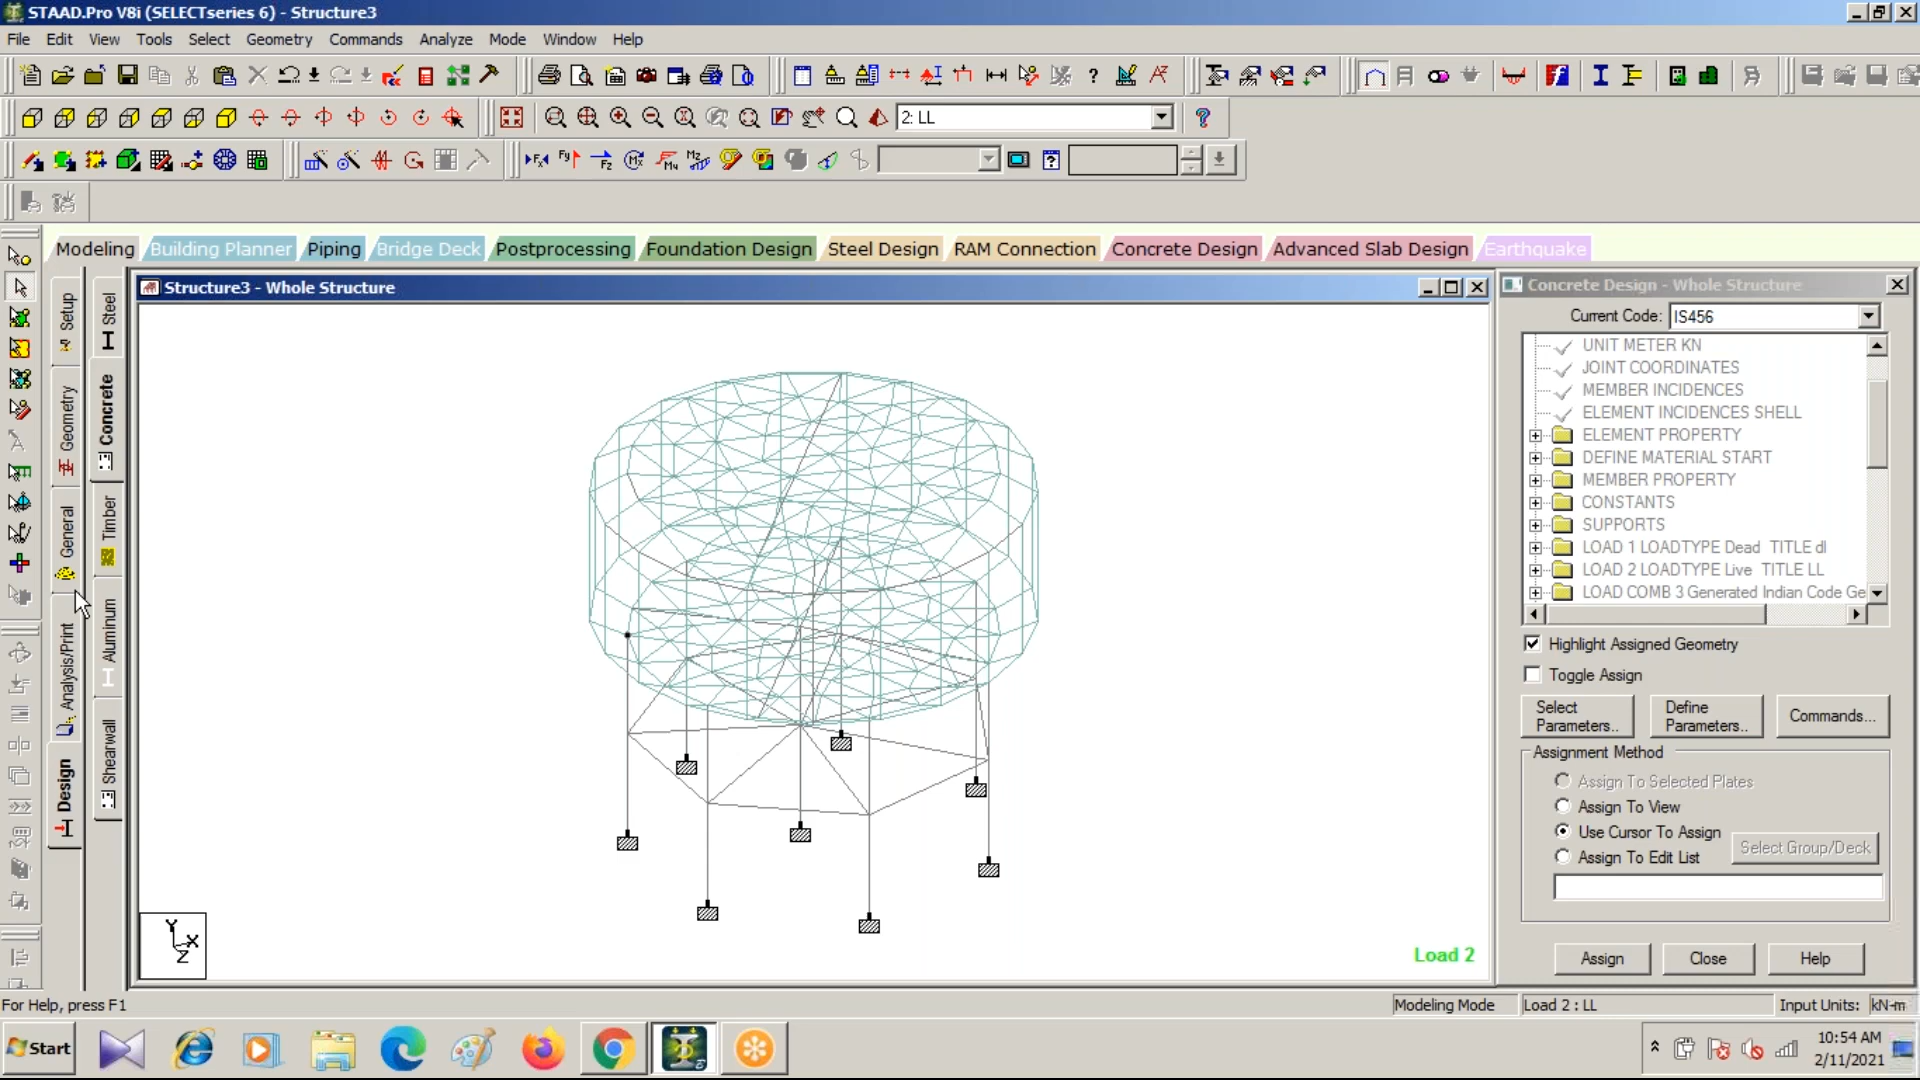 STAAD.Pro V8i (SELECTseries 6) - Structure3
File Edit View Tools Select Geometry Commands Analyze Mode Window Help
2: LL
Modeling Building Planner Piping Bridge Deck Postprocessing Foundation Design Steel Design RAM Connection Concrete Design Advanced Slab Design Earthquake
Setup
Geometry
General
Analysis/Print
Design
Steel
Concrete
Timber
Aluminum
Shearwall
Structure3 - Whole Structure
Load 2
Y
X
Z
Concrete Design - Whole Structure
Current Code: IS456
UNIT METER KN
JOINT COORDINATES
MEMBER INCIDENCES
ELEMENT INCIDENCES SHELL
ELEMENT PROPERTY
DEFINE MATERIAL START
MEMBER PROPERTY
CONSTANTS
SUPPORTS
LOAD 1 LOADTYPE Dead TITLE dl
LOAD 2 LOADTYPE Live TITLE LL
LOAD COMB 3 Generated Indian Code Ge
Highlight Assigned Geometry
Toggle Assign
Select Parameters..
Define Parameters..
Commands...
Assignment Method
Assign To Selected Plates
Assign To View
Use Cursor To Assign
Select Group/Deck
Assign To Edit List
Assign Close Help
For Help, press F1
Modeling Mode Load 2 : LL Input Units: kN-m
Start
10:54 AM
2/11/2021